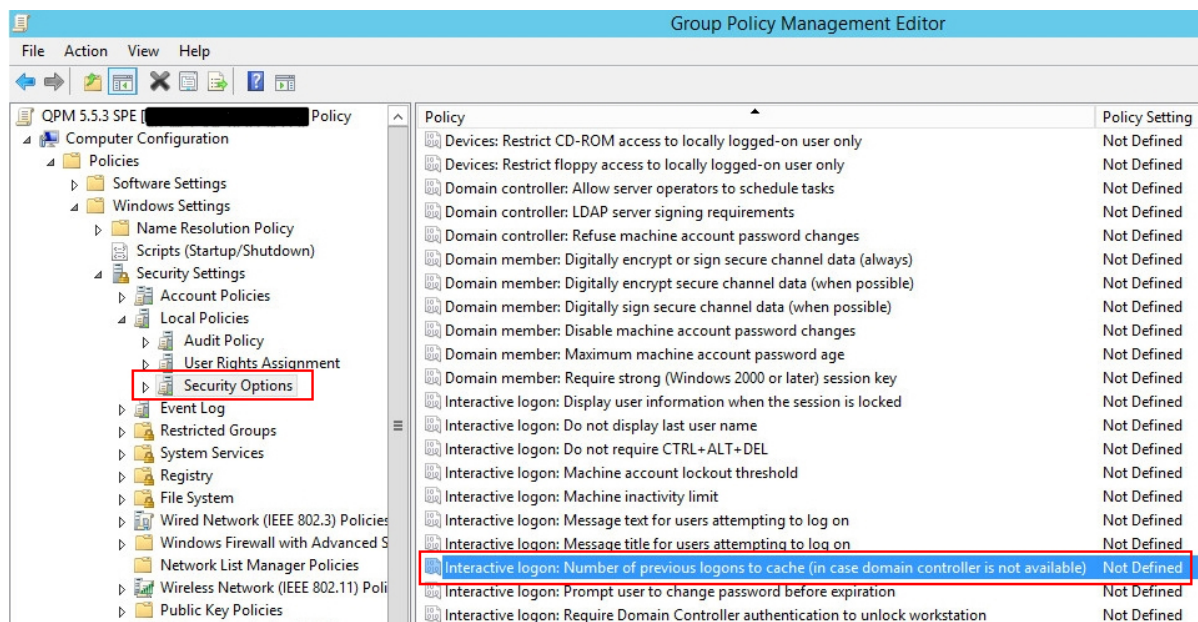 Group Policy Management Editor
File Action View Help
QPM 5.5.3 SPE [ Policy
Computer Configuration
Policies
Software Settings
Windows Settings
Name Resolution Policy
Scripts (Startup/Shutdown)
Security Settings
Account Policies
Local Policies
Audit Policy
User Rights Assignment
Security Options
Event Log
Restricted Groups
System Services
Registry
File System
Wired Network (IEEE 802.3) Policies
Windows Firewall with Advanced S
Network List Manager Policies
Wireless Network (IEEE 802.11) Poli
Public Key Policies
Policy Policy Setting
Devices: Restrict CD-ROM access to locally logged-on user only Not Defined
Devices: Restrict floppy access to locally logged-on user only Not Defined
Domain controller: Allow server operators to schedule tasks Not Defined
Domain controller: LDAP server signing requirements Not Defined
Domain controller: Refuse machine account password changes Not Defined
Domain member: Digitally encrypt or sign secure channel data (always) Not Defined
Domain member: Digitally encrypt secure channel data (when possible) Not Defined
Domain member: Digitally sign secure channel data (when possible) Not Defined
Domain member: Disable machine account password changes Not Defined
Domain member: Maximum machine account password age Not Defined
Domain member: Require strong (Windows 2000 or later) session key Not Defined
Interactive logon: Display user information when the session is locked Not Defined
Interactive logon: Do not display last user name Not Defined
Interactive logon: Do not require CTRL+ALT+DEL Not Defined
Interactive logon: Machine account lockout threshold Not Defined
Interactive logon: Machine inactivity limit Not Defined
Interactive logon: Message text for users attempting to log on Not Defined
Interactive logon: Message title for users attempting to log on Not Defined
Interactive logon: Number of previous logons to cache (in case domain controller is not available) Not Defined
Interactive logon: Prompt user to change password before expiration Not Defined
Interactive logon: Require Domain Controller authentication to unlock workstation Not Defined